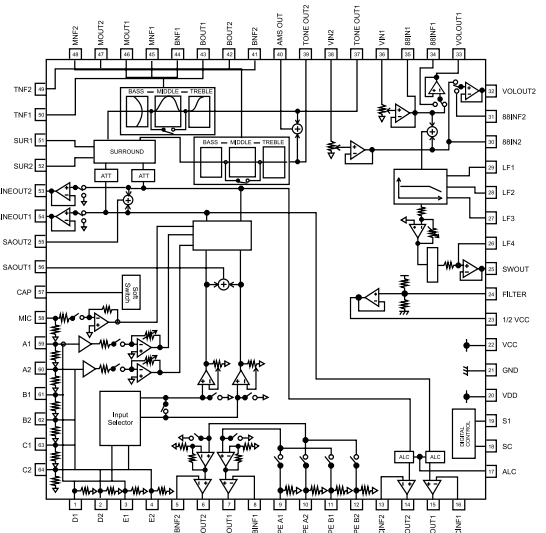 MNF2
MOUT2
MOUT1
MNF1
BNF1
BOUT1
BOUT2
BNF2
AMS OUT
TONE OUT2
VIN2
TONE OUT1
VIN1
88IN1
88INF1
VOLOUT1
48 47 46 45 44 43 42 41 40 39 38 37 36 35 34 33
TNF2 49
TNF1 50
SUR1 51
SUR2 52
INEOUT2 53
INEOUT1 54
SAOUT2 55
SAOUT1 56
CAP 57
MIC 58
A1 59
A2 60
B1 61
B2 62
C1 63
C2 64
BASS MIDDLE TREBLE
BASS MIDDLE TREBLE
SURROUND
ATT
ATT
Soft
Switch
Input
Selector
ALC
ALC
DIGITAL
CONTROL
32 VOLOUT2
31 88INF2
30 88IN2
29 LF1
28 LF2
27 LF3
26 LF4
25 SWOUT
24 FILTER
23 1/2 VCC
22 VCC
21 GND
20 VDD
19 S1
18 SC
17 ALC
1 2 3 4 5 6 7 8 9 10 11 12 13 14 15 16
D1
D2
E1
E2
BNF2
OUT2
OUT1
BINF1
PE A1
PE A2
PE B1
PE B2
OUT2
OUT1